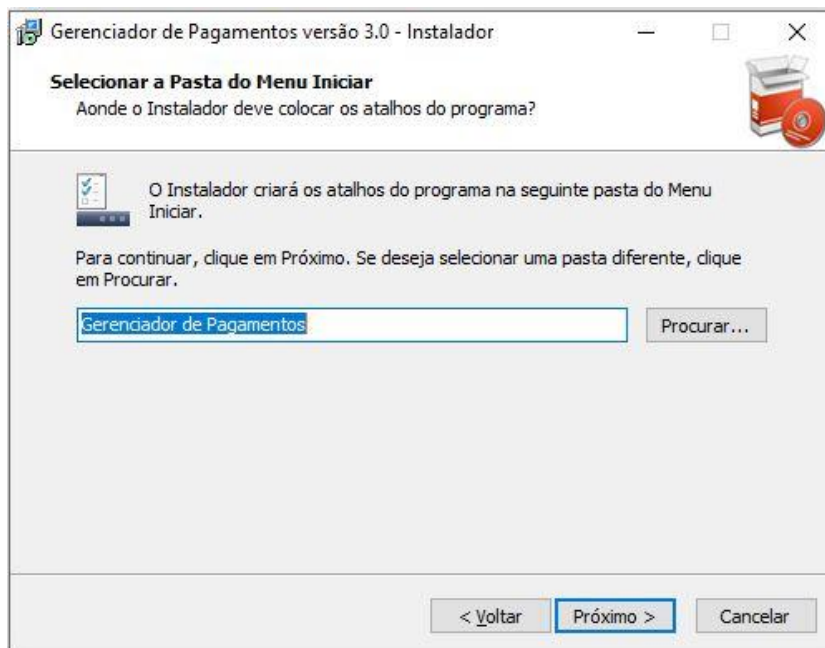 Gerenciador de Pagamentos versão 3.0 - Instalador
Selecionar a Pasta do Menu Iniciar
Aonde o Instalador deve colocar os atalhos do programa?
O Instalador criará os atalhos do programa na seguinte pasta do Menu
Iniciar.
Para continuar, clique em Próximo. Se deseja selecionar uma pasta diferente, clique
em Procurar.
Gerenciador de Pagamentos
Procurar...
< Voltar
Próximo >
Cancelar